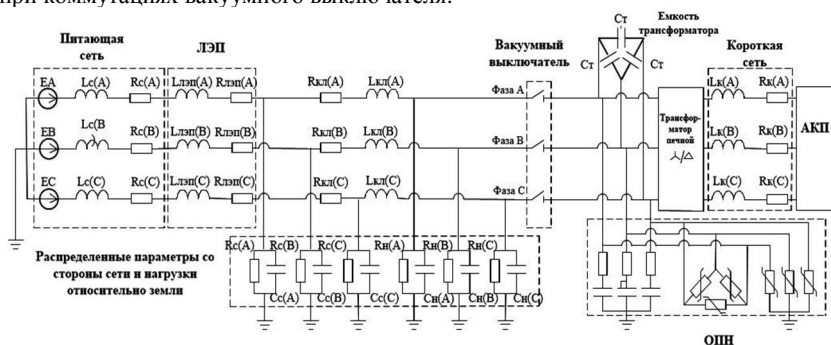 при коммутациях вакуумного выключателя.
Питающая
сеть
ЛЭП
Вакуумный
выключатель
Ст
Ст
Ст
Емкость
трансформатора
Короткая
сеть
EA
Lc(A)
Rc(A)
Lлэп(A)
Rлэп(A)
Rкл(A)
Lкл(A)
Фаза A
Lк(A)
Rк(A)
EB
Lc(B
Rc(B)
Lлэп(B)
Rлэп(B)
Rкл(B)
Lкл(B)
Фаза B
Трансфор-
матор
печной
Lк(B)
Rк(B)
АКП
EC
Lc(C)
Rc(C)
Lлэп(C)
Rлэп(C)
Rкл(C)
Lкл(C)
Фаза C
Lк(C)
Rк(C)
Распределенные параметры со
стороны сети и нагрузки
относительно земли
Rc(A)
Rc(B)
Rc(C)
Rн(A)
Rн(B)
Rн(C)
Cc(A)
Cc(B)
Cc(C)
Cн(A)
Cн(B)
Cн(C)
ОПН